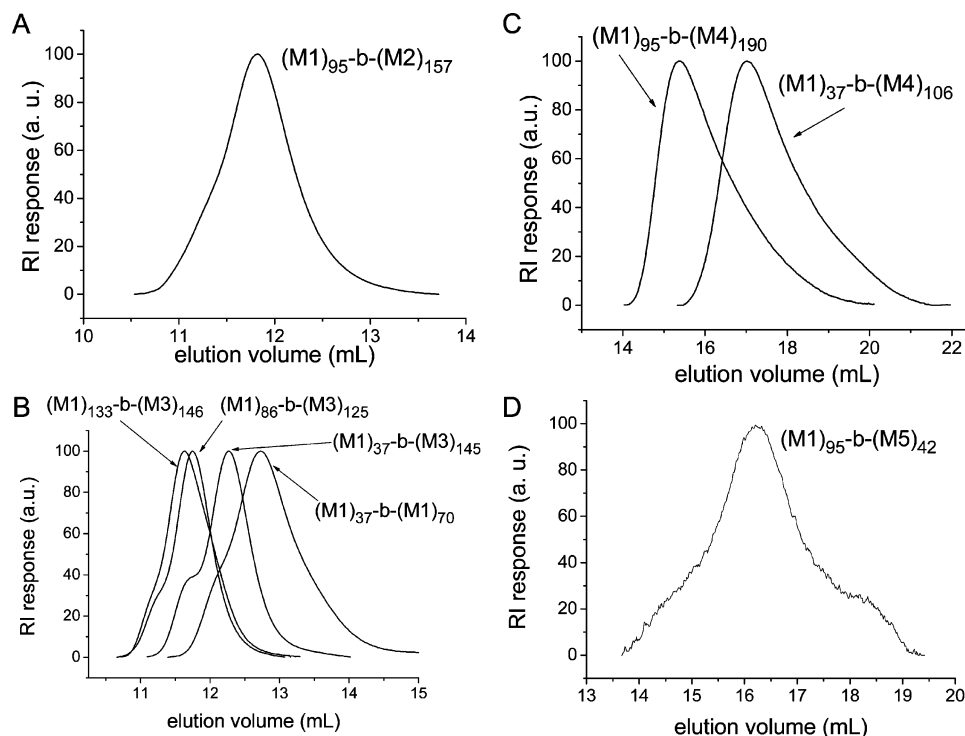 A
(M1)95-b-(M2)157
RI response (a. u.)
100
80
60
40
20
0
10 11 12 13 14
elution volume (mL)
B
(M1)133-b-(M3)146
(M1)86-b-(M3)125
(M1)37-b-(M3)145
(M1)37-b-(M1)70
RI response (a.u.)
100
80
60
40
20
0
11 12 13 14 15
elution volume (mL)
C
(M1)95-b-(M4)190
(M1)37-b-(M4)106
RI response (a.u.)
100
80
60
40
20
0
14 16 18 20 22
elution volume (mL)
D
(M1)95-b-(M5)42
RI response (a. u.)
100
80
60
40
20
0
13 14 15 16 17 18 19 20
elution volume (mL)